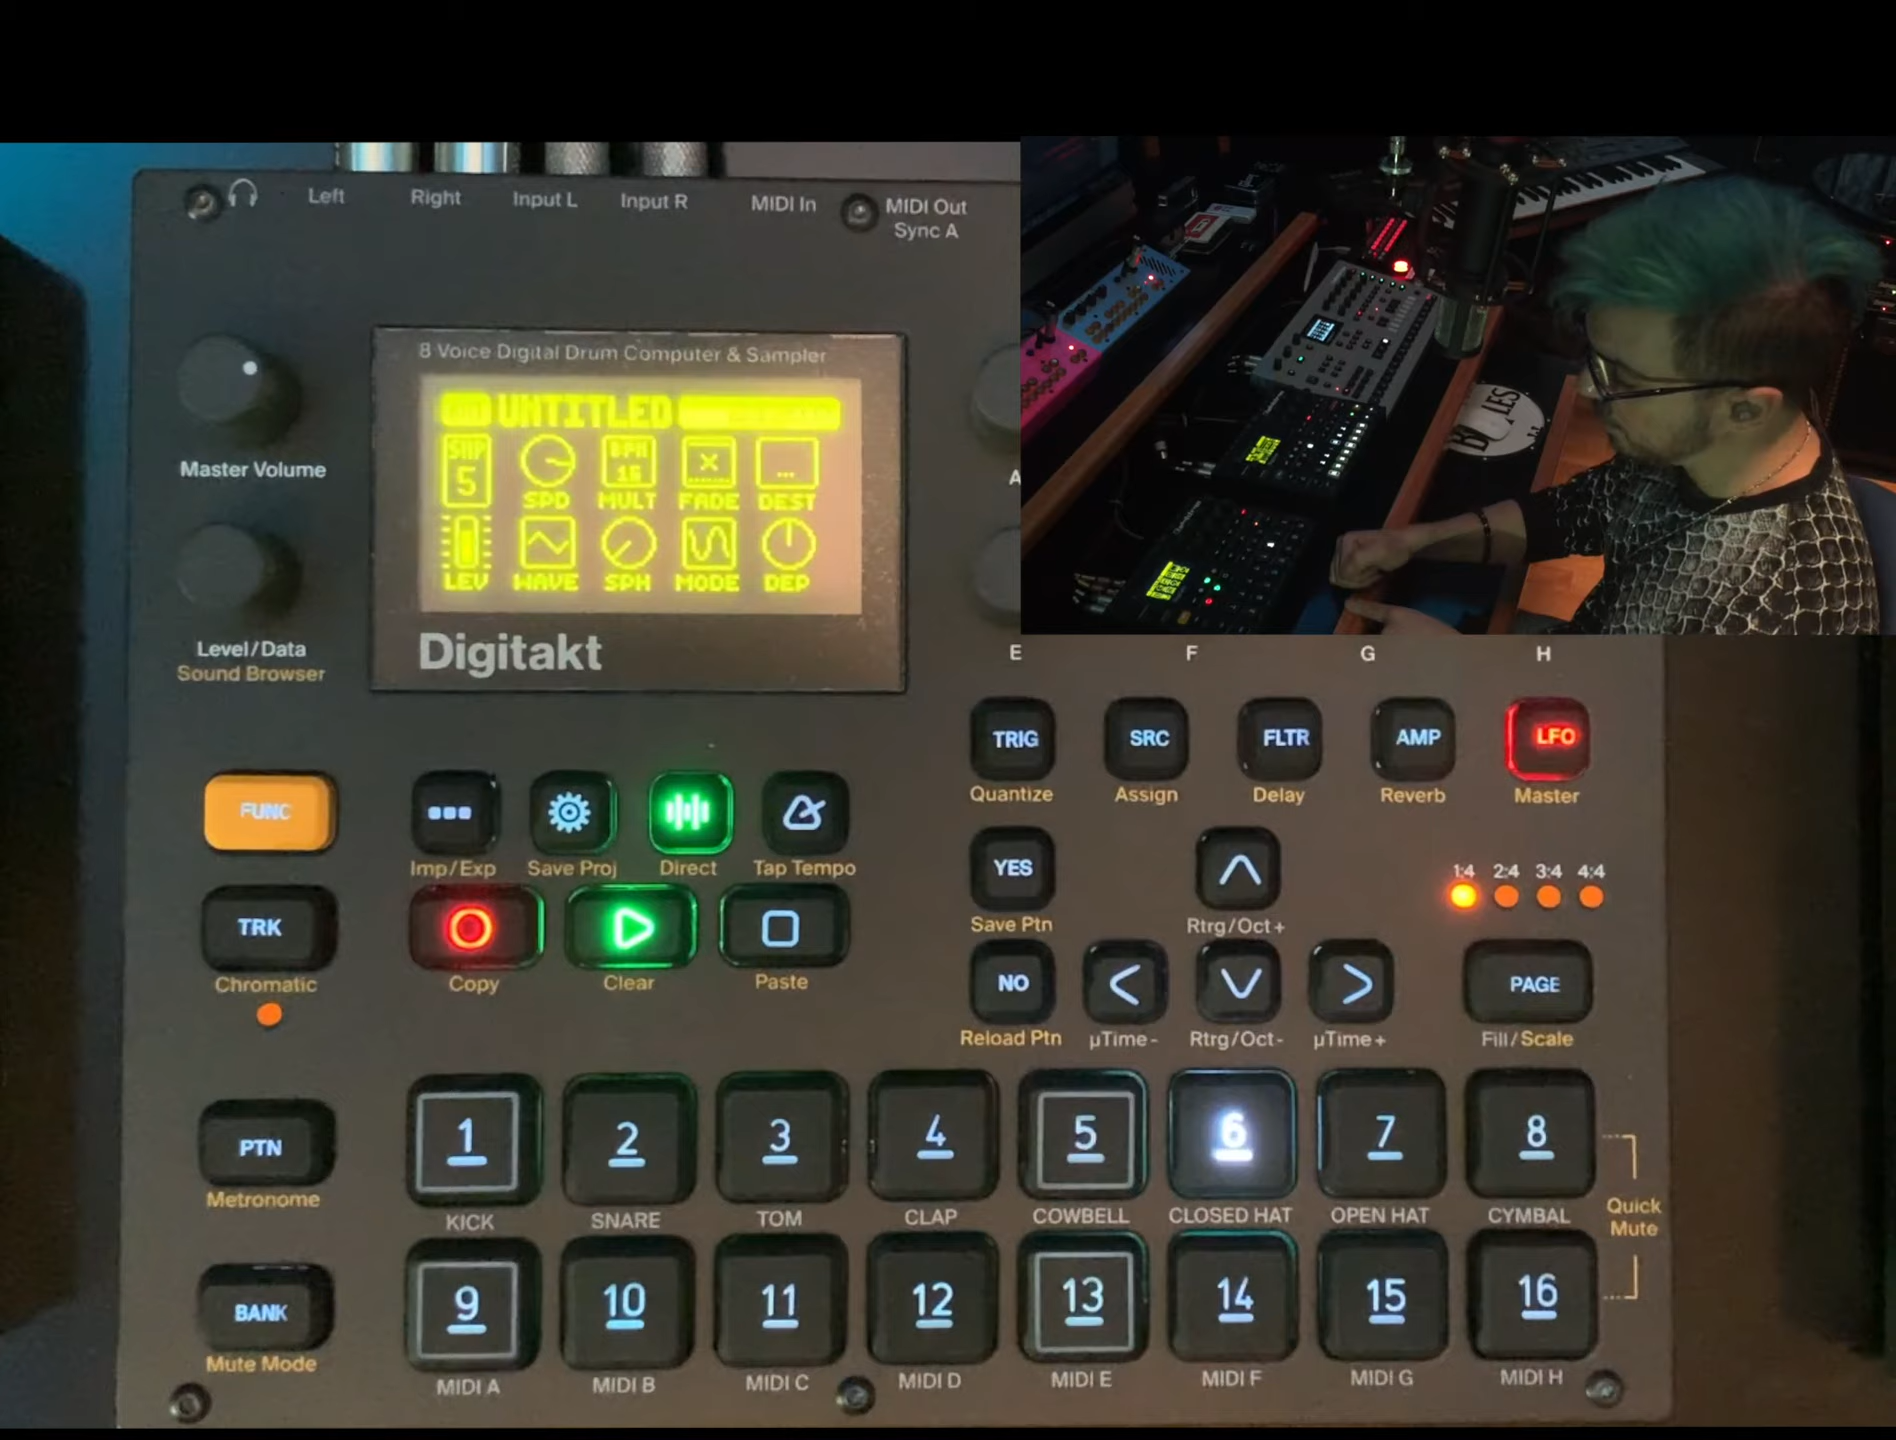 Left Right Input L Input R MIDI In MIDI Out
Sync A
8 Voice Digital Drum Computer & Sampler
UNTITLED
5
SPD
BPM
16
MULT
FADE
DEST
LEV WAVE SPH MODE DEP
Digitakt
Master Volume
Level/Data
Sound Browser
A
E F G H
TRIG SRC FLTR AMP LFO
Quantize Assign Delay Reverb Master
FUNC
Imp/Exp Save Proj Direct Tap Tempo
YES
Save Ptn
Rtrg/Oct+
1:4 2:4 3:4 4:4
TRK
Chromatic
Copy Clear Paste
NO
PAGE
Reload Ptn µTime- Rtrg/Oct- µTime+ Fill/Scale
PTN
Metronome
1 2 3 4 5 6 7 8
KICK SNARE TOM CLAP COWBELL CLOSED HAT OPEN HAT CYMBAL
Quick
Mute
BANK
Mute Mode
9 10 11 12 13 14 15 16
MIDI A MIDI B MIDI C MIDI D MIDI E MIDI F MIDI G MIDI H